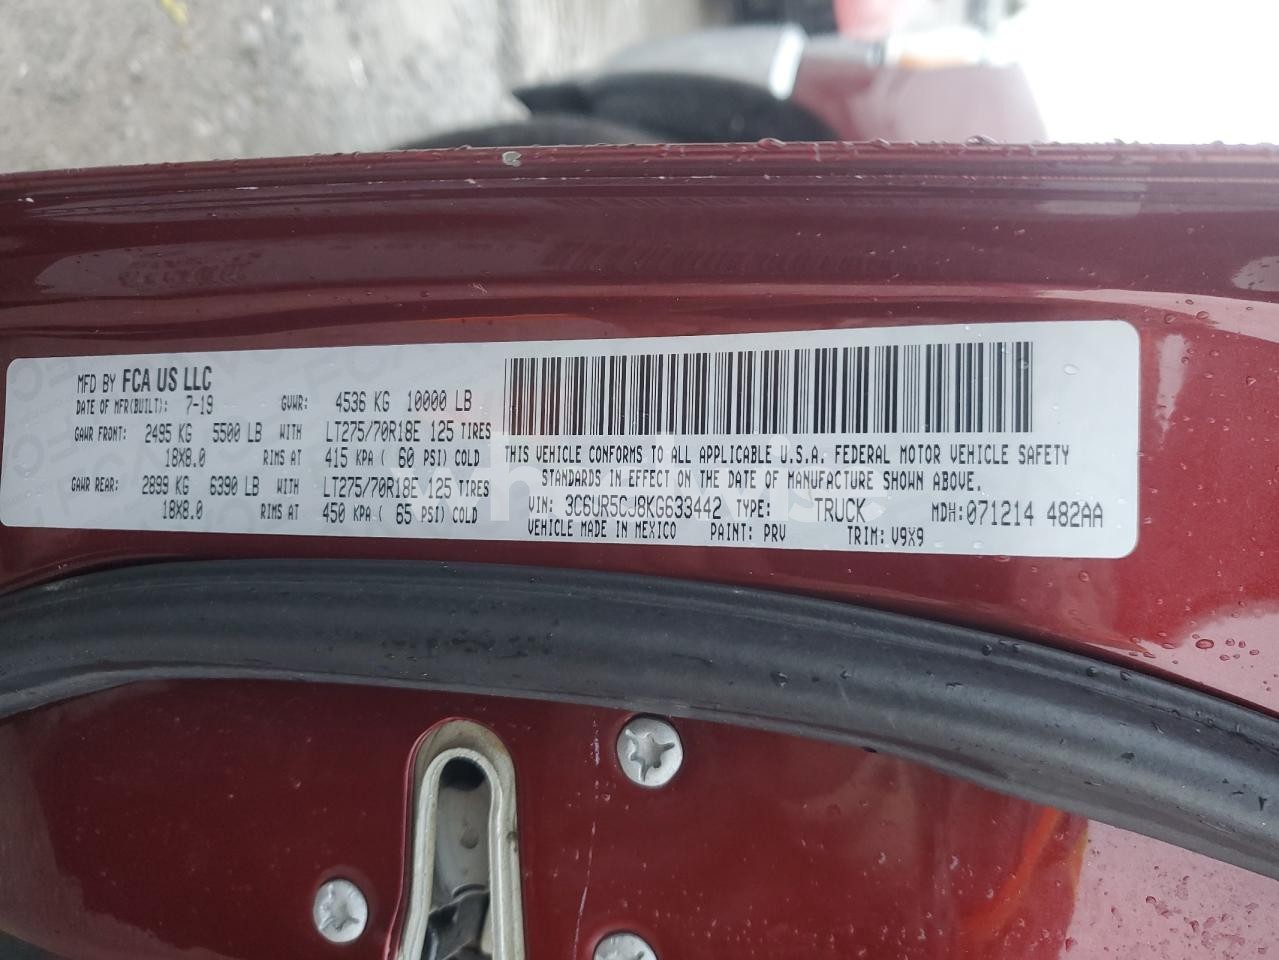 MFD BY FCA US LLC
DATE OF MFR(BUILT): 7-19 GVWR: 4536 KG 10000 LB
GAWR FRONT: 2495 KG 5500 LB WITH LT275/70R18E 125 TIRES
18X8.0 RIMS AT 415 KPA ( 60 PSI) COLD
GAWR REAR: 2899 KG 6390 LB WITH LT275/70R18E 125 TIRES
18X8.0 RIMS AT 450 KPA ( 65 PSI) COLD
THIS VEHICLE CONFORMS TO ALL APPLICABLE U.S.A. FEDERAL MOTOR VEHICLE SAFETY
STANDARDS IN EFFECT ON THE DATE OF MANUFACTURE SHOWN ABOVE.
VIN: 3C6UR5CJ8KG633442 TYPE: TRUCK MDH:071214 482AA
VEHICLE MADE IN MEXICO PAINT: PRV TRIM: V9X9